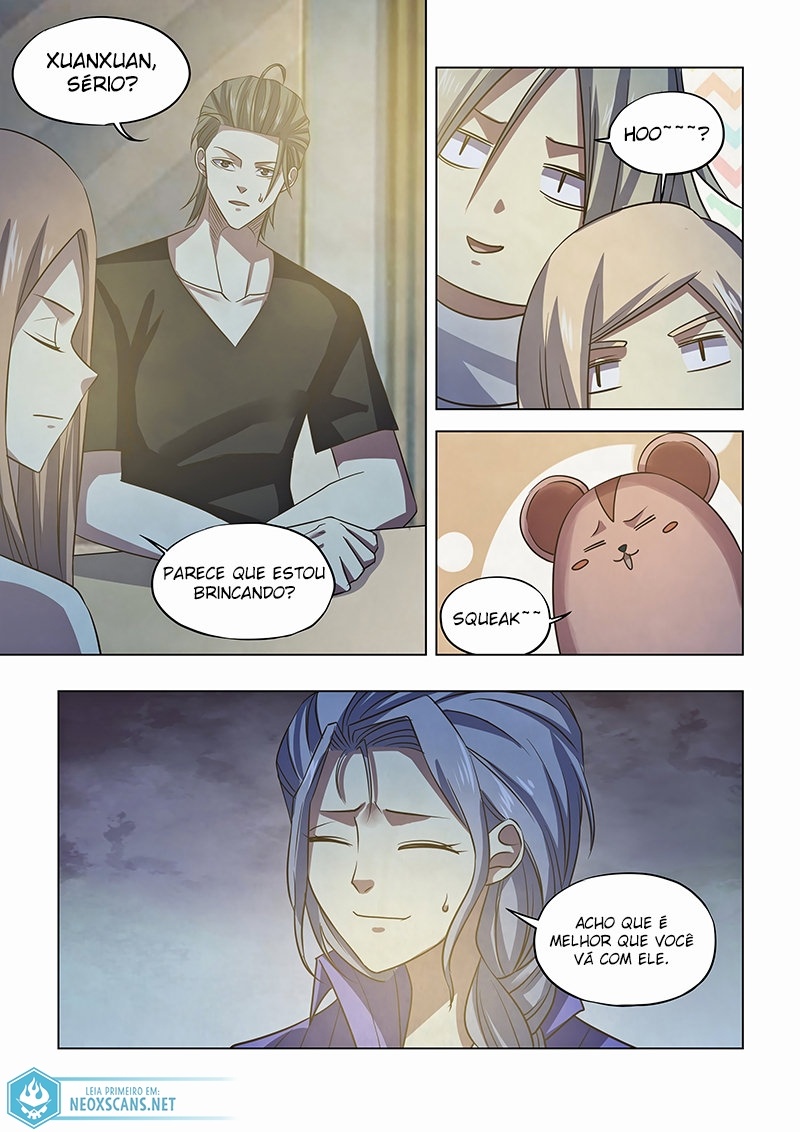 XUANXUAN,
SÉRIO?
HOO~~~?
PARECE QUE ESTOU
BRINCANDO?
SQUEAK~~
ACHO QUE É
MELHOR QUE VOCÊ
VÁ COM ELE.
LEIA PRIMEIRO EM:
NEOXSCANS.NET